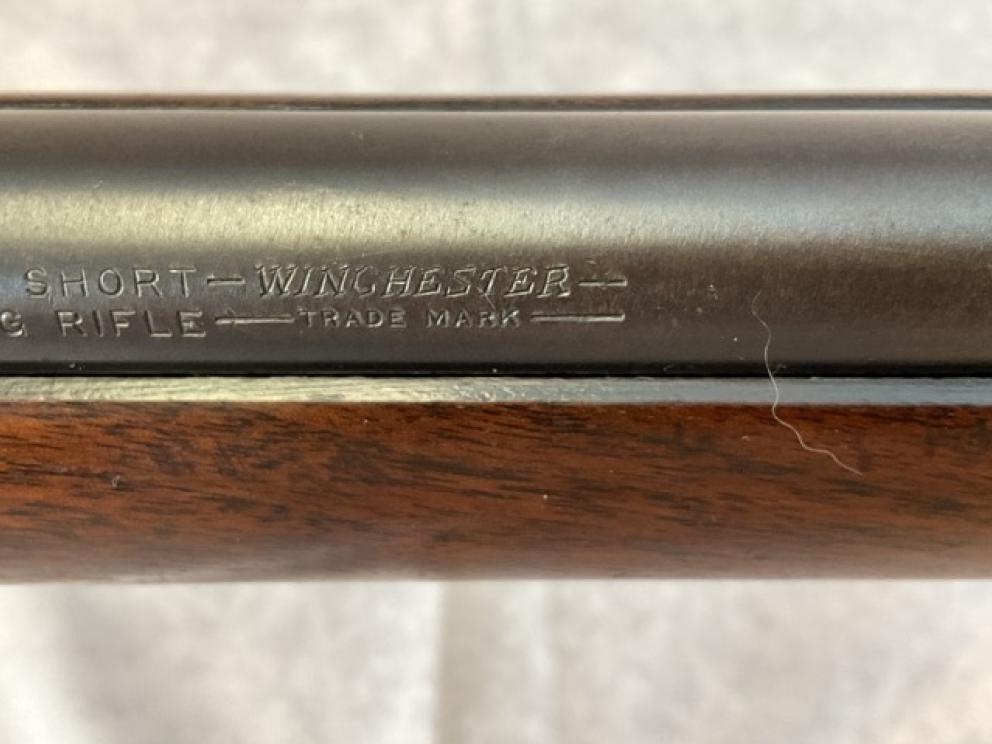 SHORT—WINCHESTER—
G RIFLE——TRADE MARK——